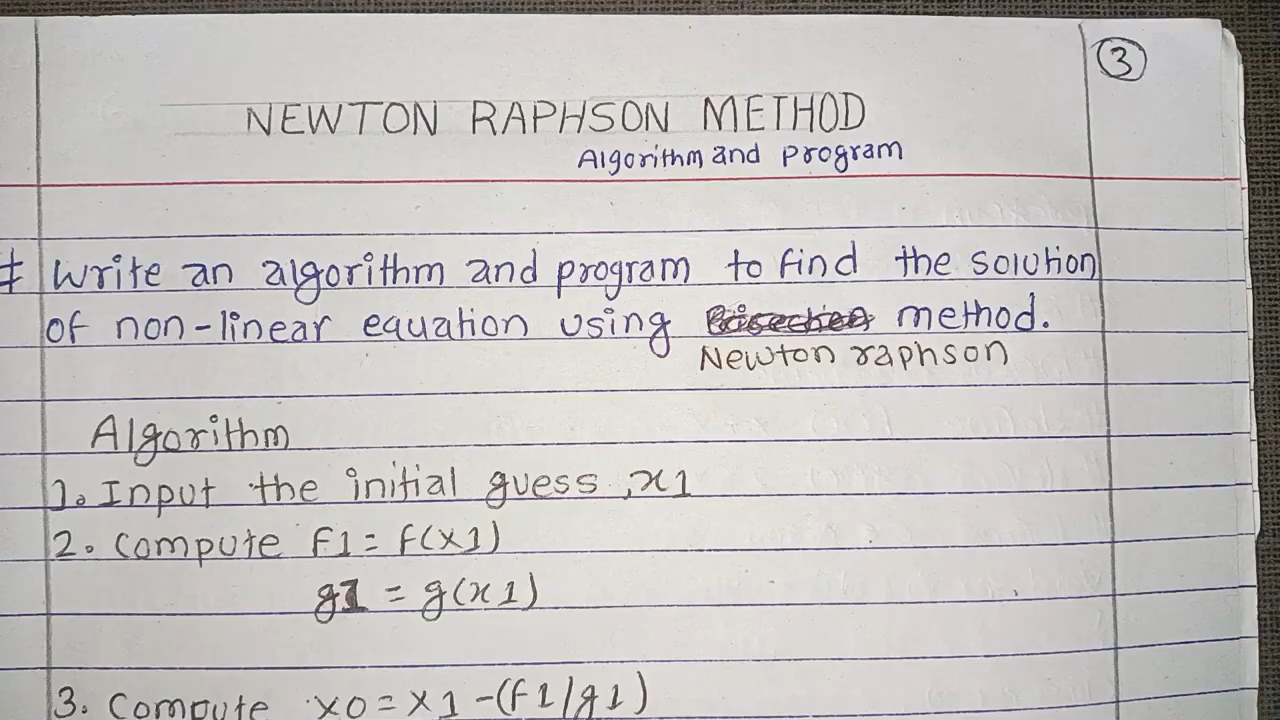 3
NEWTON RAPHSON METHOD
Algorithm and program
# Write an algorithm and program to find the solution
of non-linear equation using Bisection method.
Newton raphson
Algorithm
1. Input the initial guess, x1
2. Compute f1 = f(x1)
g1 = g(x1)
3. Compute x0 = x1 - (f1/g1)